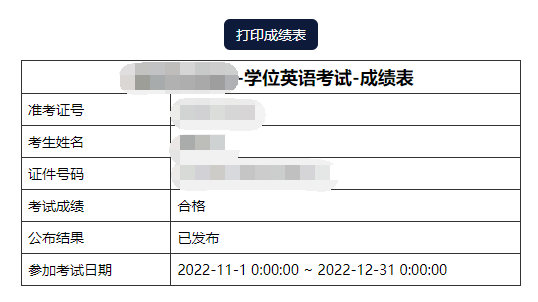 打印成绩表
-学位英语考试-成绩表
准考证号
考生姓名
证件号码
考试成绩 合格
公布结果 已发布
参加考试日期 2022-11-1 0:00:00 ~ 2022-12-31 0:00:00